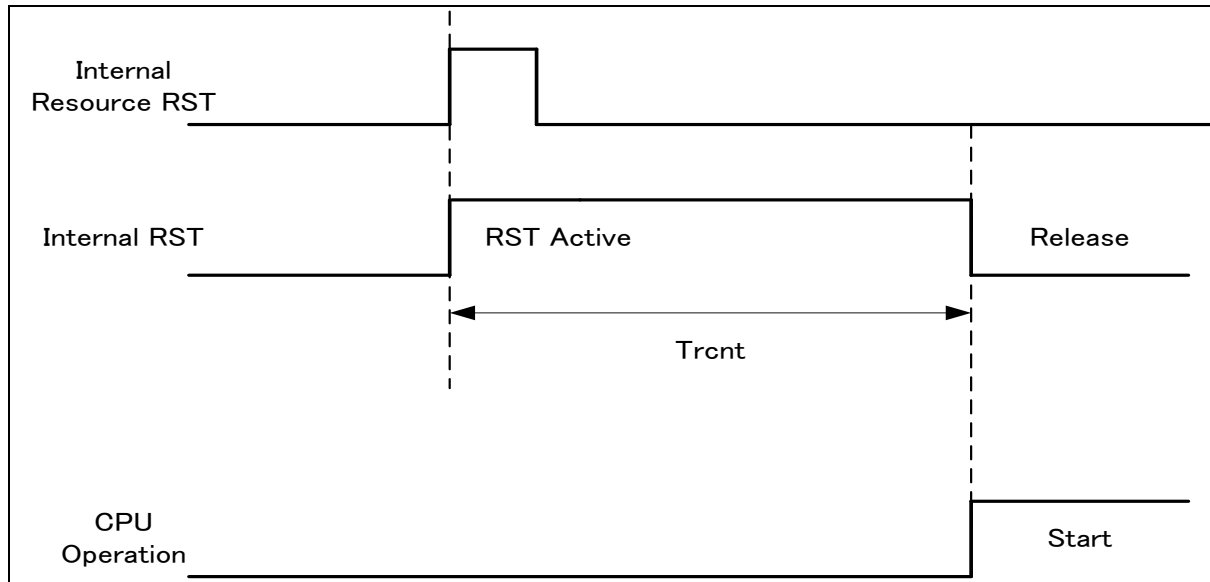 Internal
Resource RST
Internal RST
RST Active
Release
Trcnt
CPU
Operation
Start